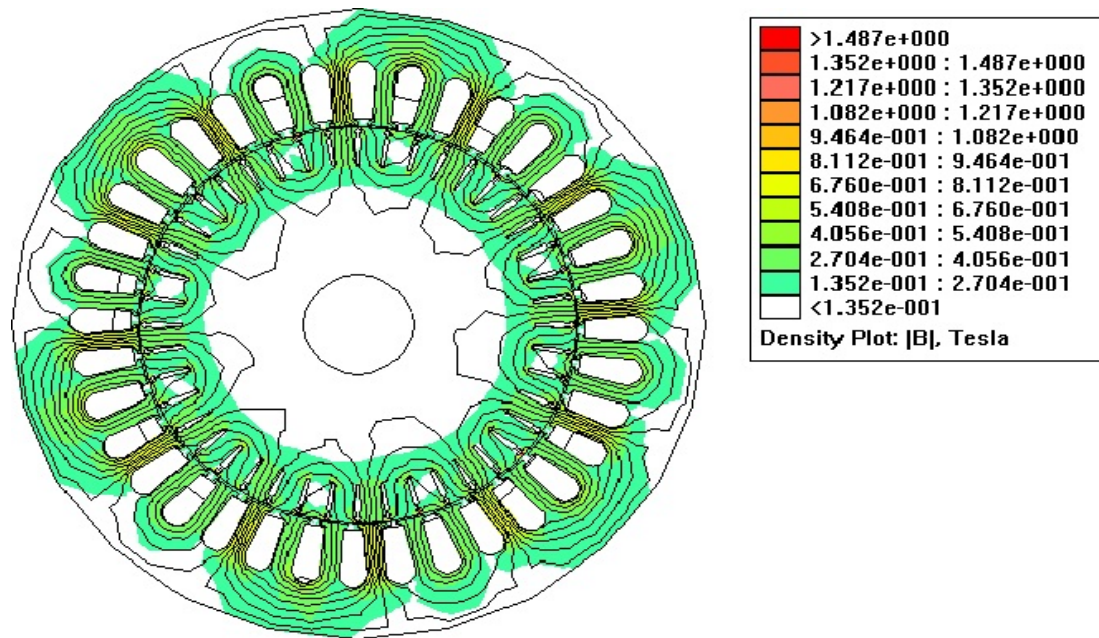 >1.487e+000
1.352e+000 : 1.487e+000
1.217e+000 : 1.352e+000
1.082e+000 : 1.217e+000
9.464e-001 : 1.082e+000
8.112e-001 : 9.464e-001
6.760e-001 : 8.112e-001
5.408e-001 : 6.760e-001
4.056e-001 : 5.408e-001
2.704e-001 : 4.056e-001
1.352e-001 : 2.704e-001
<1.352e-001
Density Plot: |B|, Tesla